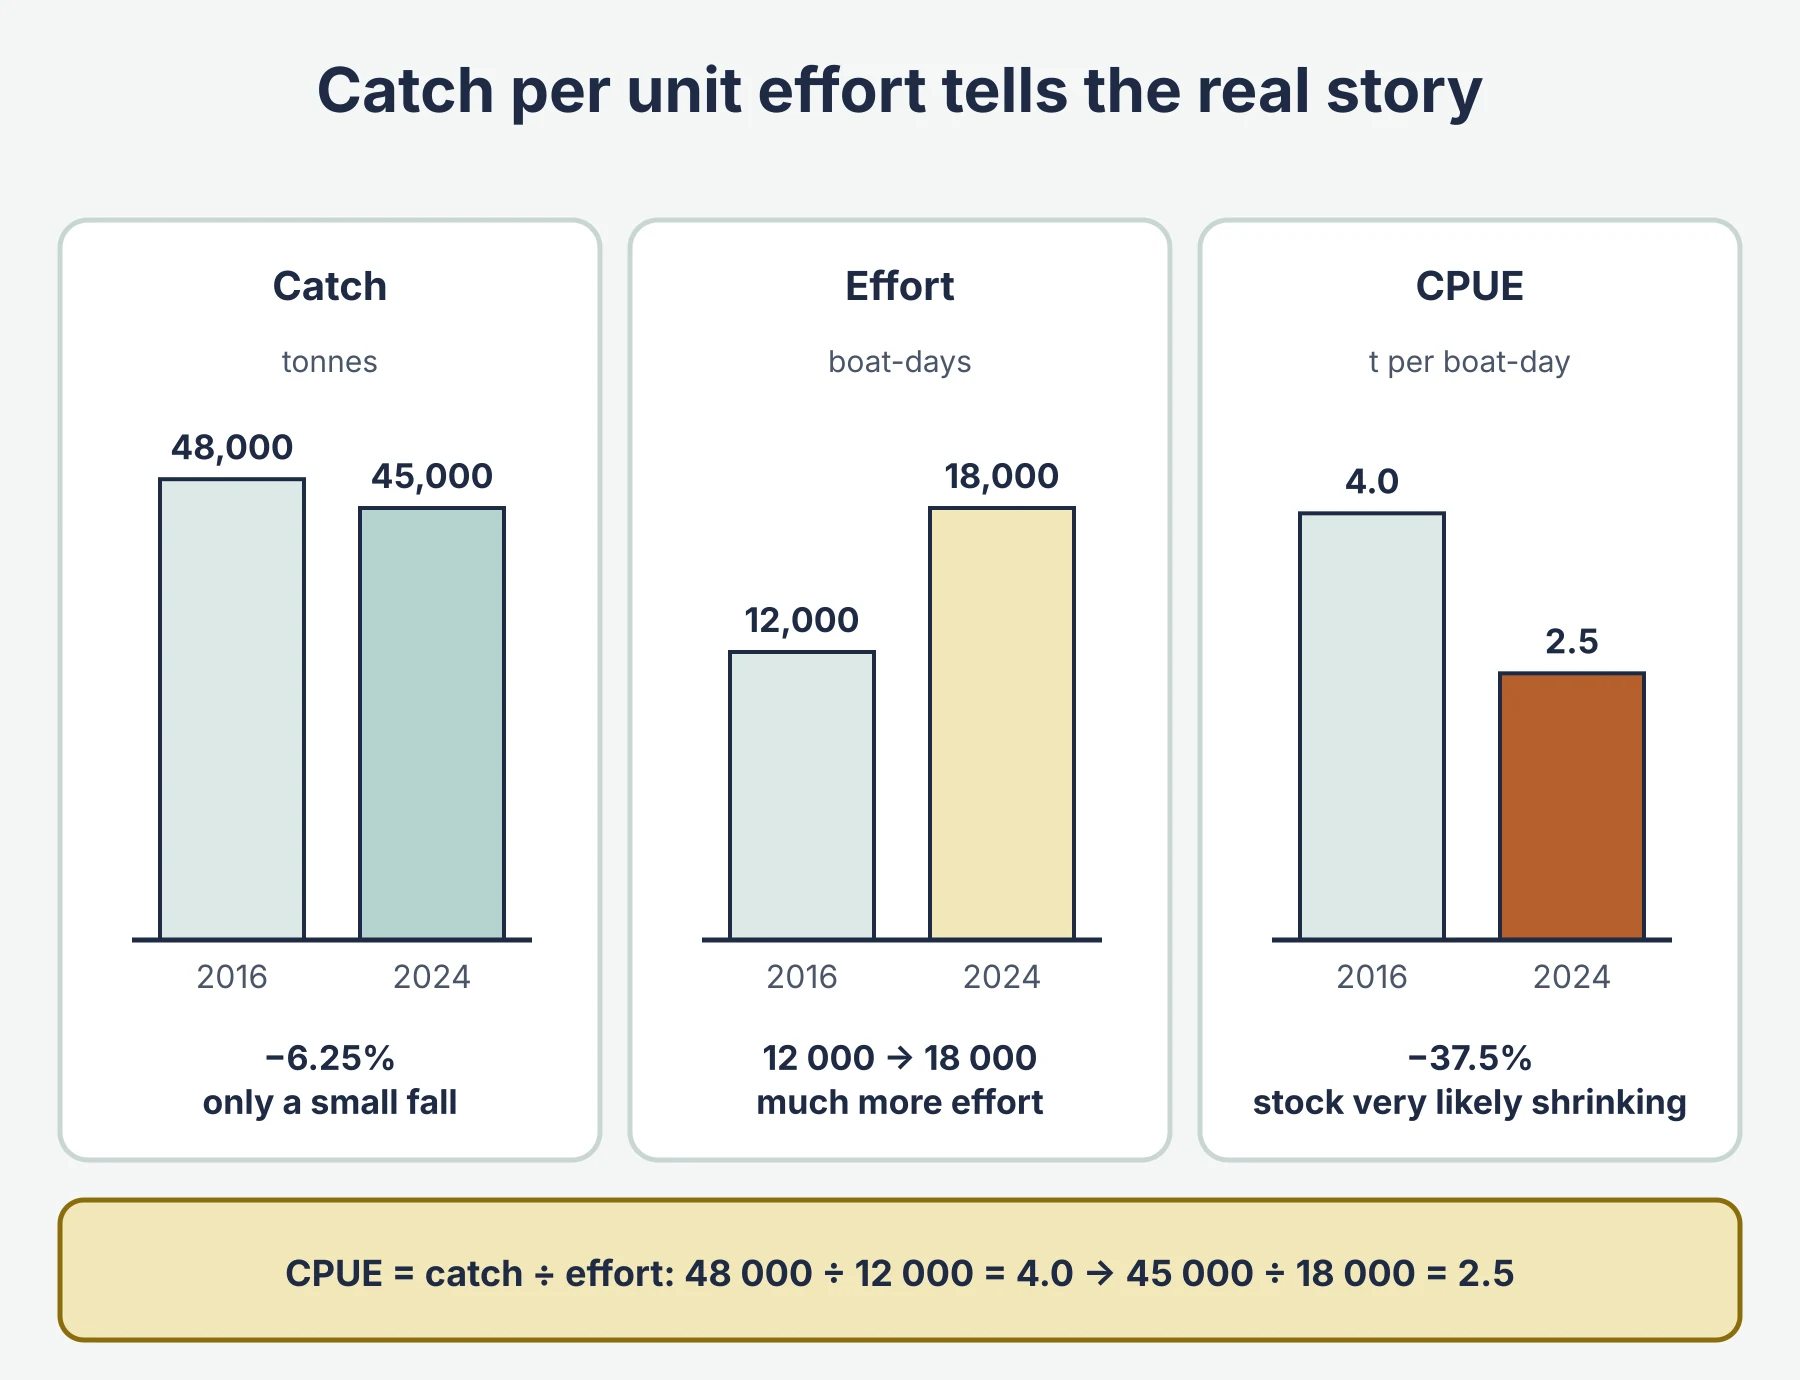 Catch per unit effort tells the real story
Catch
tonnes
48,000
45,000
2016
2024
−6.25%
only a small fall
Effort
boat-days
12,000
18,000
2016
2024
12 000 → 18 000
much more effort
CPUE
t per boat-day
4.0
2.5
2016
2024
−37.5%
stock very likely shrinking
CPUE = catch ÷ effort: 48 000 ÷ 12 000 = 4.0 → 45 000 ÷ 18 000 = 2.5